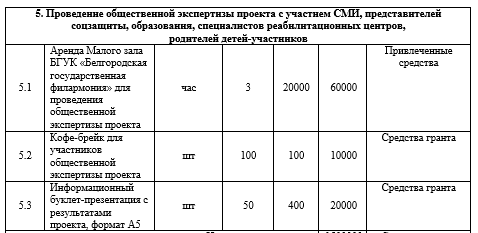 5. Проведение общественной экспертизы проекта с участием СМИ, представителей
соцзащиты, образования, специалистов реабилитационных центров,
родителей детей-участников
5.1
Аренда Малого зала
БГУК «Белгородская
государственная
филармония» для
проведения
общественной
экспертизы проекта
час
3
20000
60000
Привлеченные
средства
5.2
Кофе-брейк для
участников
общественной
экспертизы проекта
шт
100
100
10000
Средства гранта
5.3
Информационный
буклет-презентация с
результатами
проекта, формат А5
шт
50
400
20000
Средства гранта